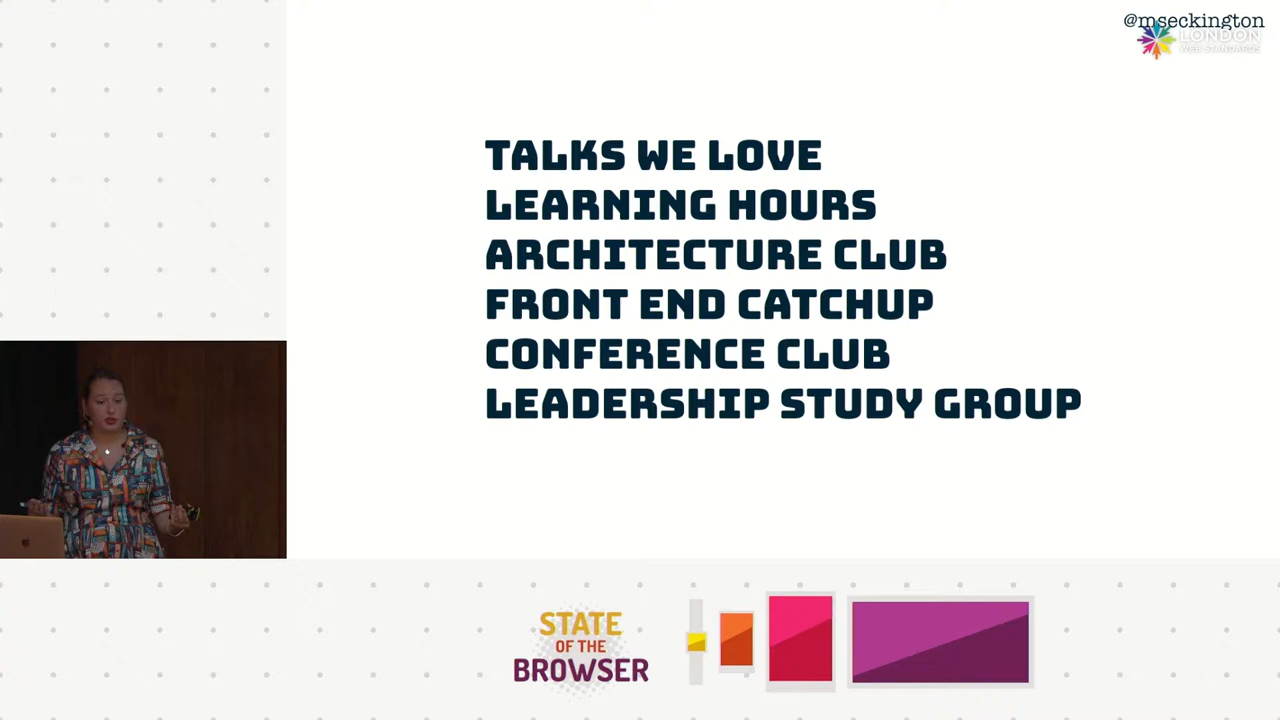 @mseckington
LONDON
WEB STANDARDS
TALKS WE LOVE
LEARNING HOURS
ARCHITECTURE CLUB
FRONT END CATCHUP
CONFERENCE CLUB
LEADERSHIP STUDY GROUP
STATE
OF THE
BROWSER